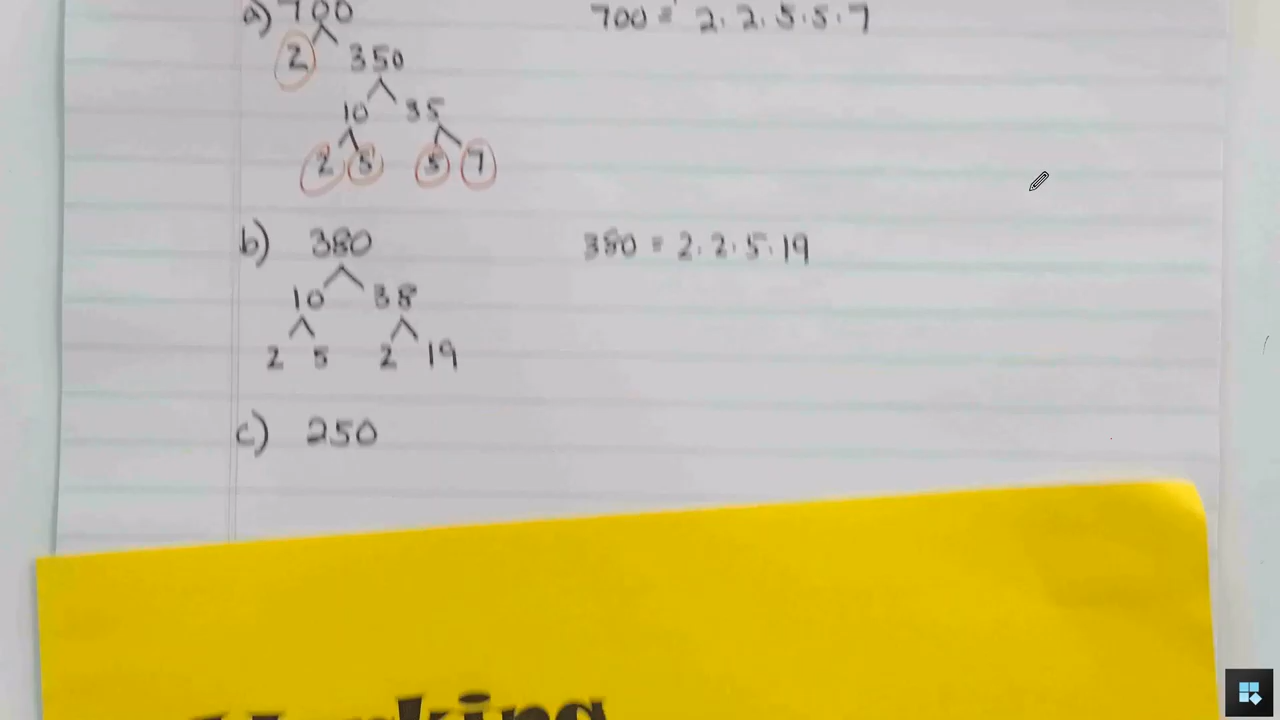 a) 700 700 = 2.2.5.5.7
2 350
10 35
2 5 5 7
b) 380 380 = 2.2.5.19
10 38
2 5 2 19
c) 250